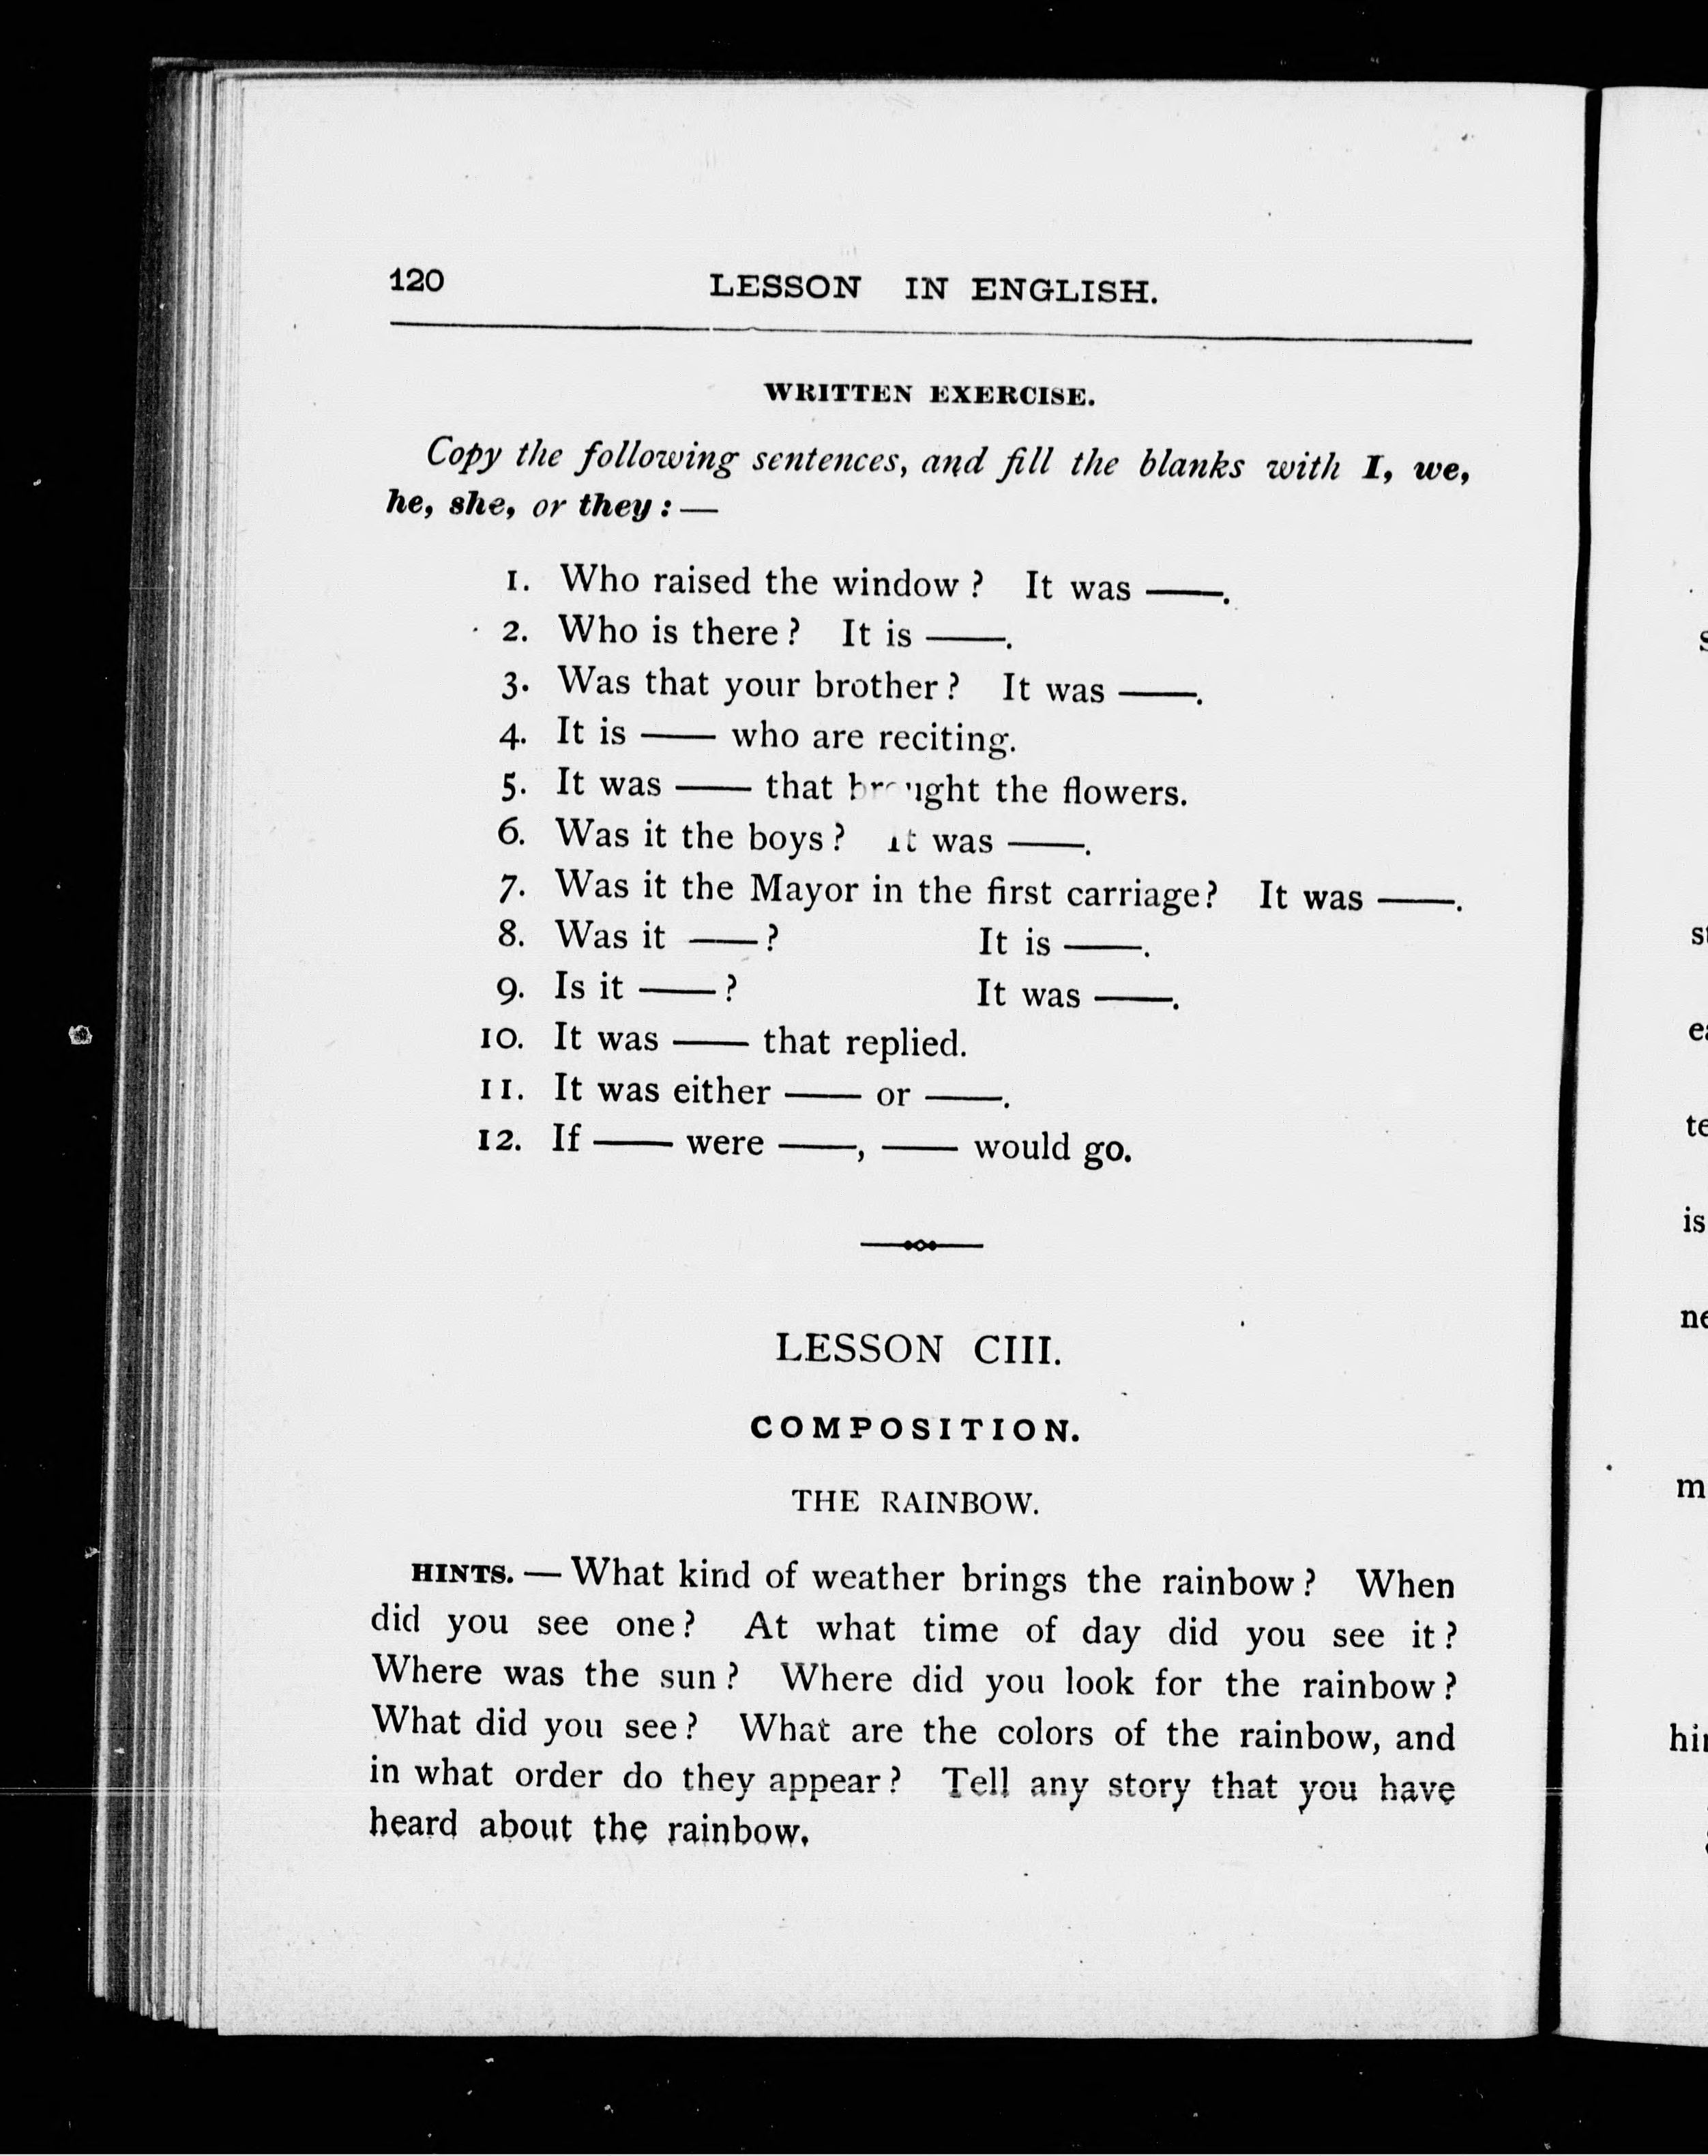 120 LESSON IN ENGLISH.
WRITTEN EXERCISE.
Copy the following sentences, and fill the blanks with I, we,
he, she, or they: —
1. Who raised the window? It was ——.
2. Who is there? It is ——.
3. Was that your brother? It was ——.
4. It is —— who are reciting.
5. It was —— that brought the flowers.
6. Was it the boys? It was ——.
7. Was it the Mayor in the first carriage? It was ——.
8. Was it ——? It is ——.
9. Is it ——? It was ——.
10. It was —— that replied.
11. It was either —— or ——.
12. If —— were ——, —— would go.
LESSON CIII.
COMPOSITION.
THE RAINBOW.
HINTS. — What kind of weather brings the rainbow? When
did you see one? At what time of day did you see it?
Where was the sun? Where did you look for the rainbow?
What did you see? What are the colors of the rainbow, and
in what order do they appear? Tell any story that you have
heard about the rainbow.